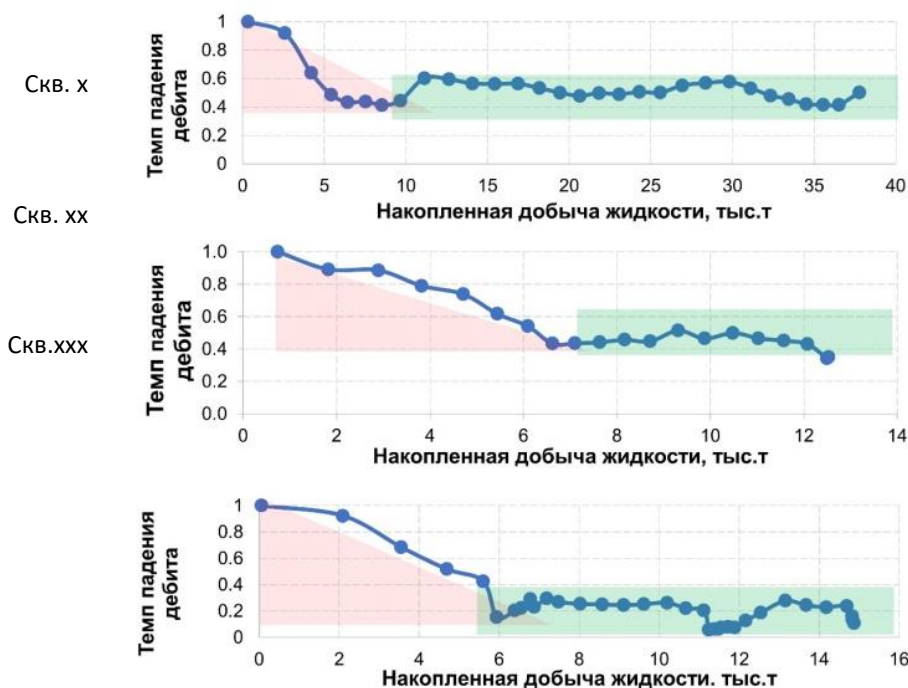 Скв. х
Темп падения
дебита
1
0.8
0.6
0.4
0.2
0
0 5 10 15 20 25 30 35 40
Накопленная добыча жидкости, тыс.т
Скв. хх
Темп падения
дебита
1.0
0.8
0.6
0.4
0.2
0.0
0 2 4 6 8 10 12 14
Накопленная добыча жидкости, тыс.т
Скв.ххх
Темп падения
дебита
1
0.8
0.6
0.4
0.2
0
0 2 4 6 8 10 12 14 16
Накопленная добыча жидкости. тыс.т